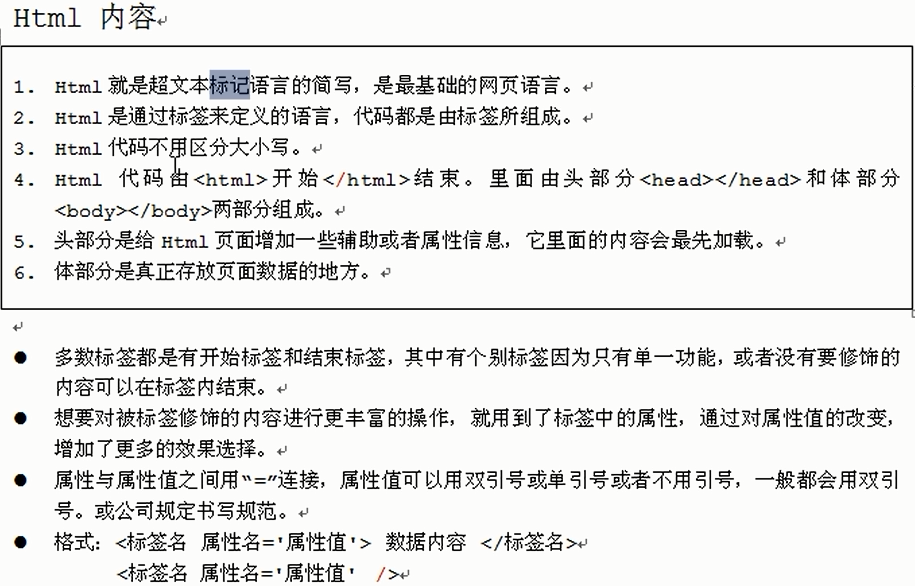 Html 内容
1. Html 就是超文本标记语言的简写，是最基础的网页语言。
2. Html 是通过标签来定义的语言，代码都是由标签所组成。
3. Html 代码不用区分大小写。
4. Html 代码由<html>开始</html>结束。里面由头部分<head></head>和体部分
<body></body>两部分组成。
5. 头部分是给 Html 页面增加一些辅助或者属性信息，它里面的内容会最先加载。
6. 体部分是真正存放页面数据的地方。
● 多数标签都是有开始标签和结束标签，其中有个别标签因为只有单一功能，或者没有要修饰的
内容可以在标签内结束。
● 想要对被标签修饰的内容进行更丰富的操作，就用到了标签中的属性，通过对属性值的改变，
增加了更多的效果选择。
● 属性与属性值之间用“=”连接，属性值可以用双引号或单引号或者不用引号，一般都会用双引
号。或公司规定书写规范。
● 格式：<标签名 属性名='属性值'> 数据内容 </标签名>
<标签名 属性名='属性值' />